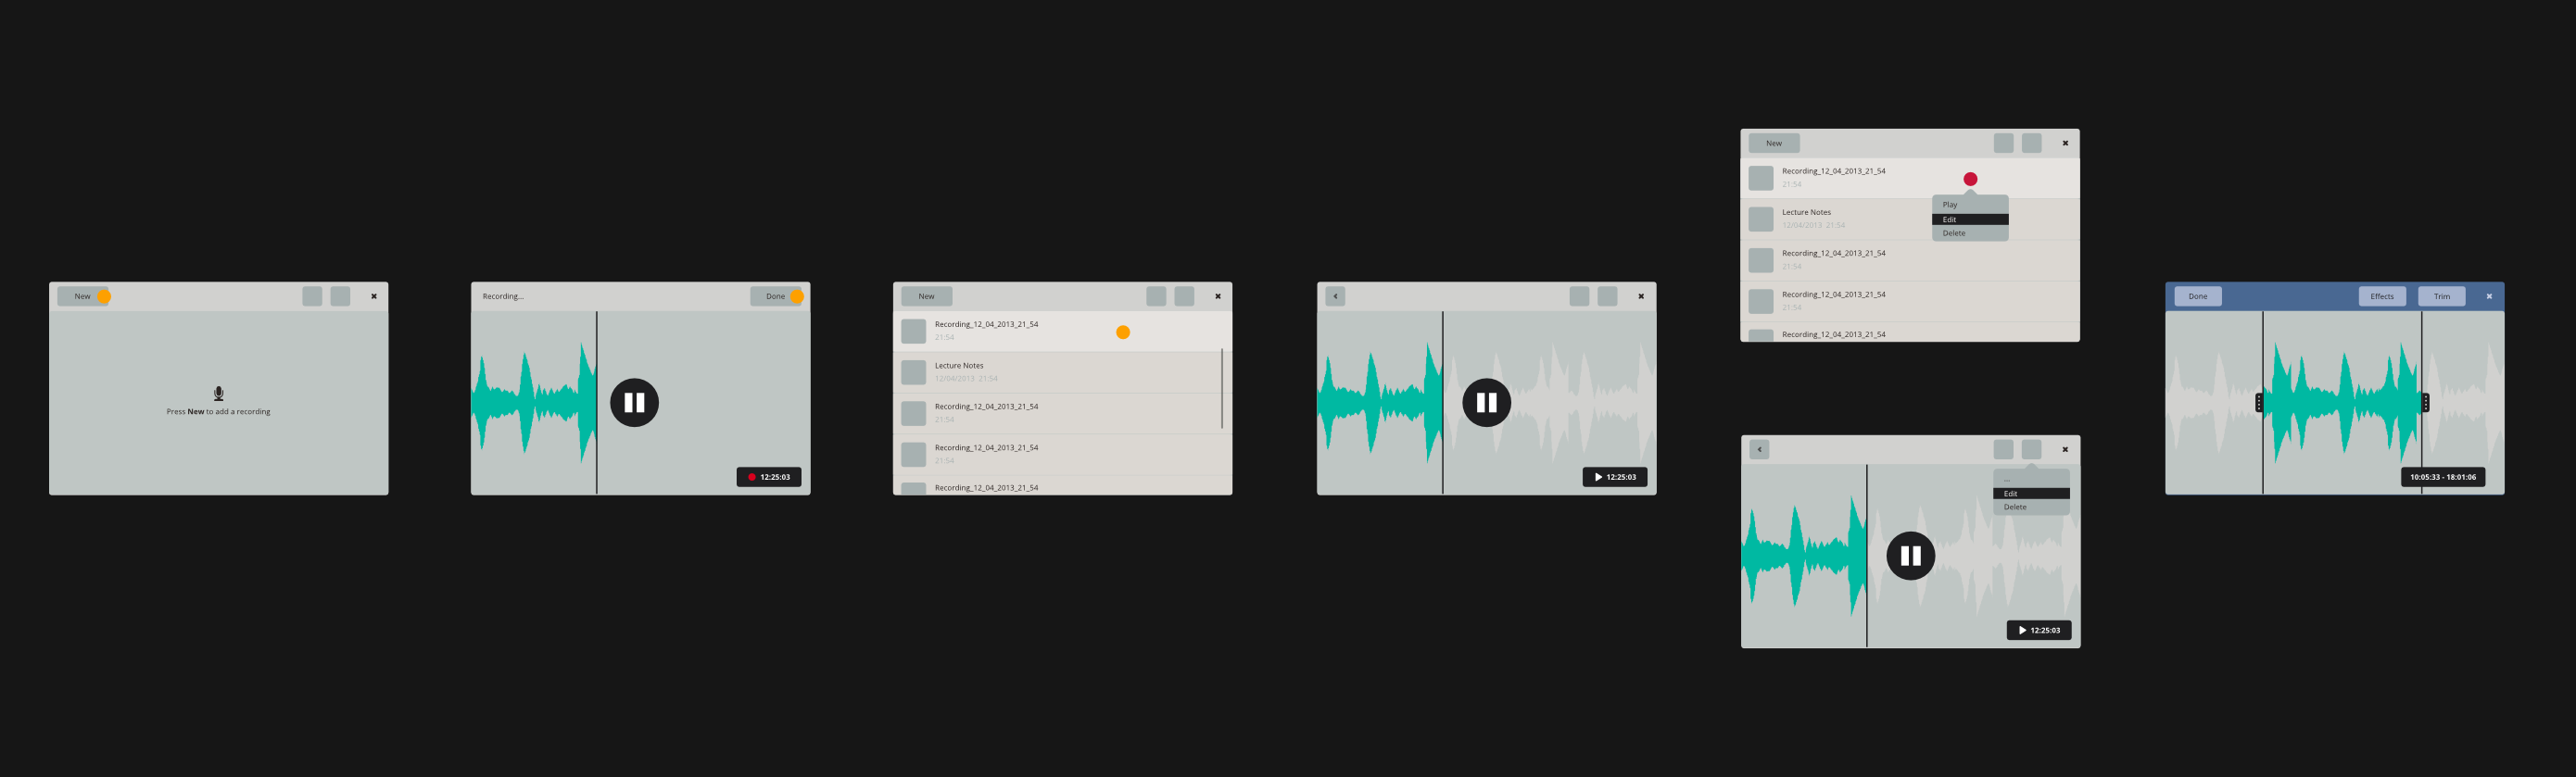 New
Press New to add a recording
Recording...
Done
12:25:03
New
Recording_12_04_2013_21_54
21:54
Lecture Notes
12/04/2013 21:54
Recording_12_04_2013_21_54
21:54
Recording_12_04_2013_21_54
21:54
Recording_12_04_2013_21_54
12:25:03
New
Recording_12_04_2013_21_54
21:54
Play
Edit
Delete
Lecture Notes
12/04/2013 21:54
Recording_12_04_2013_21_54
21:54
Recording_12_04_2013_21_54
21:54
Recording_12_04_2013_21_54
...
Edit
Delete
12:25:03
Done
Effects
Trim
10:05:33 - 18:01:06